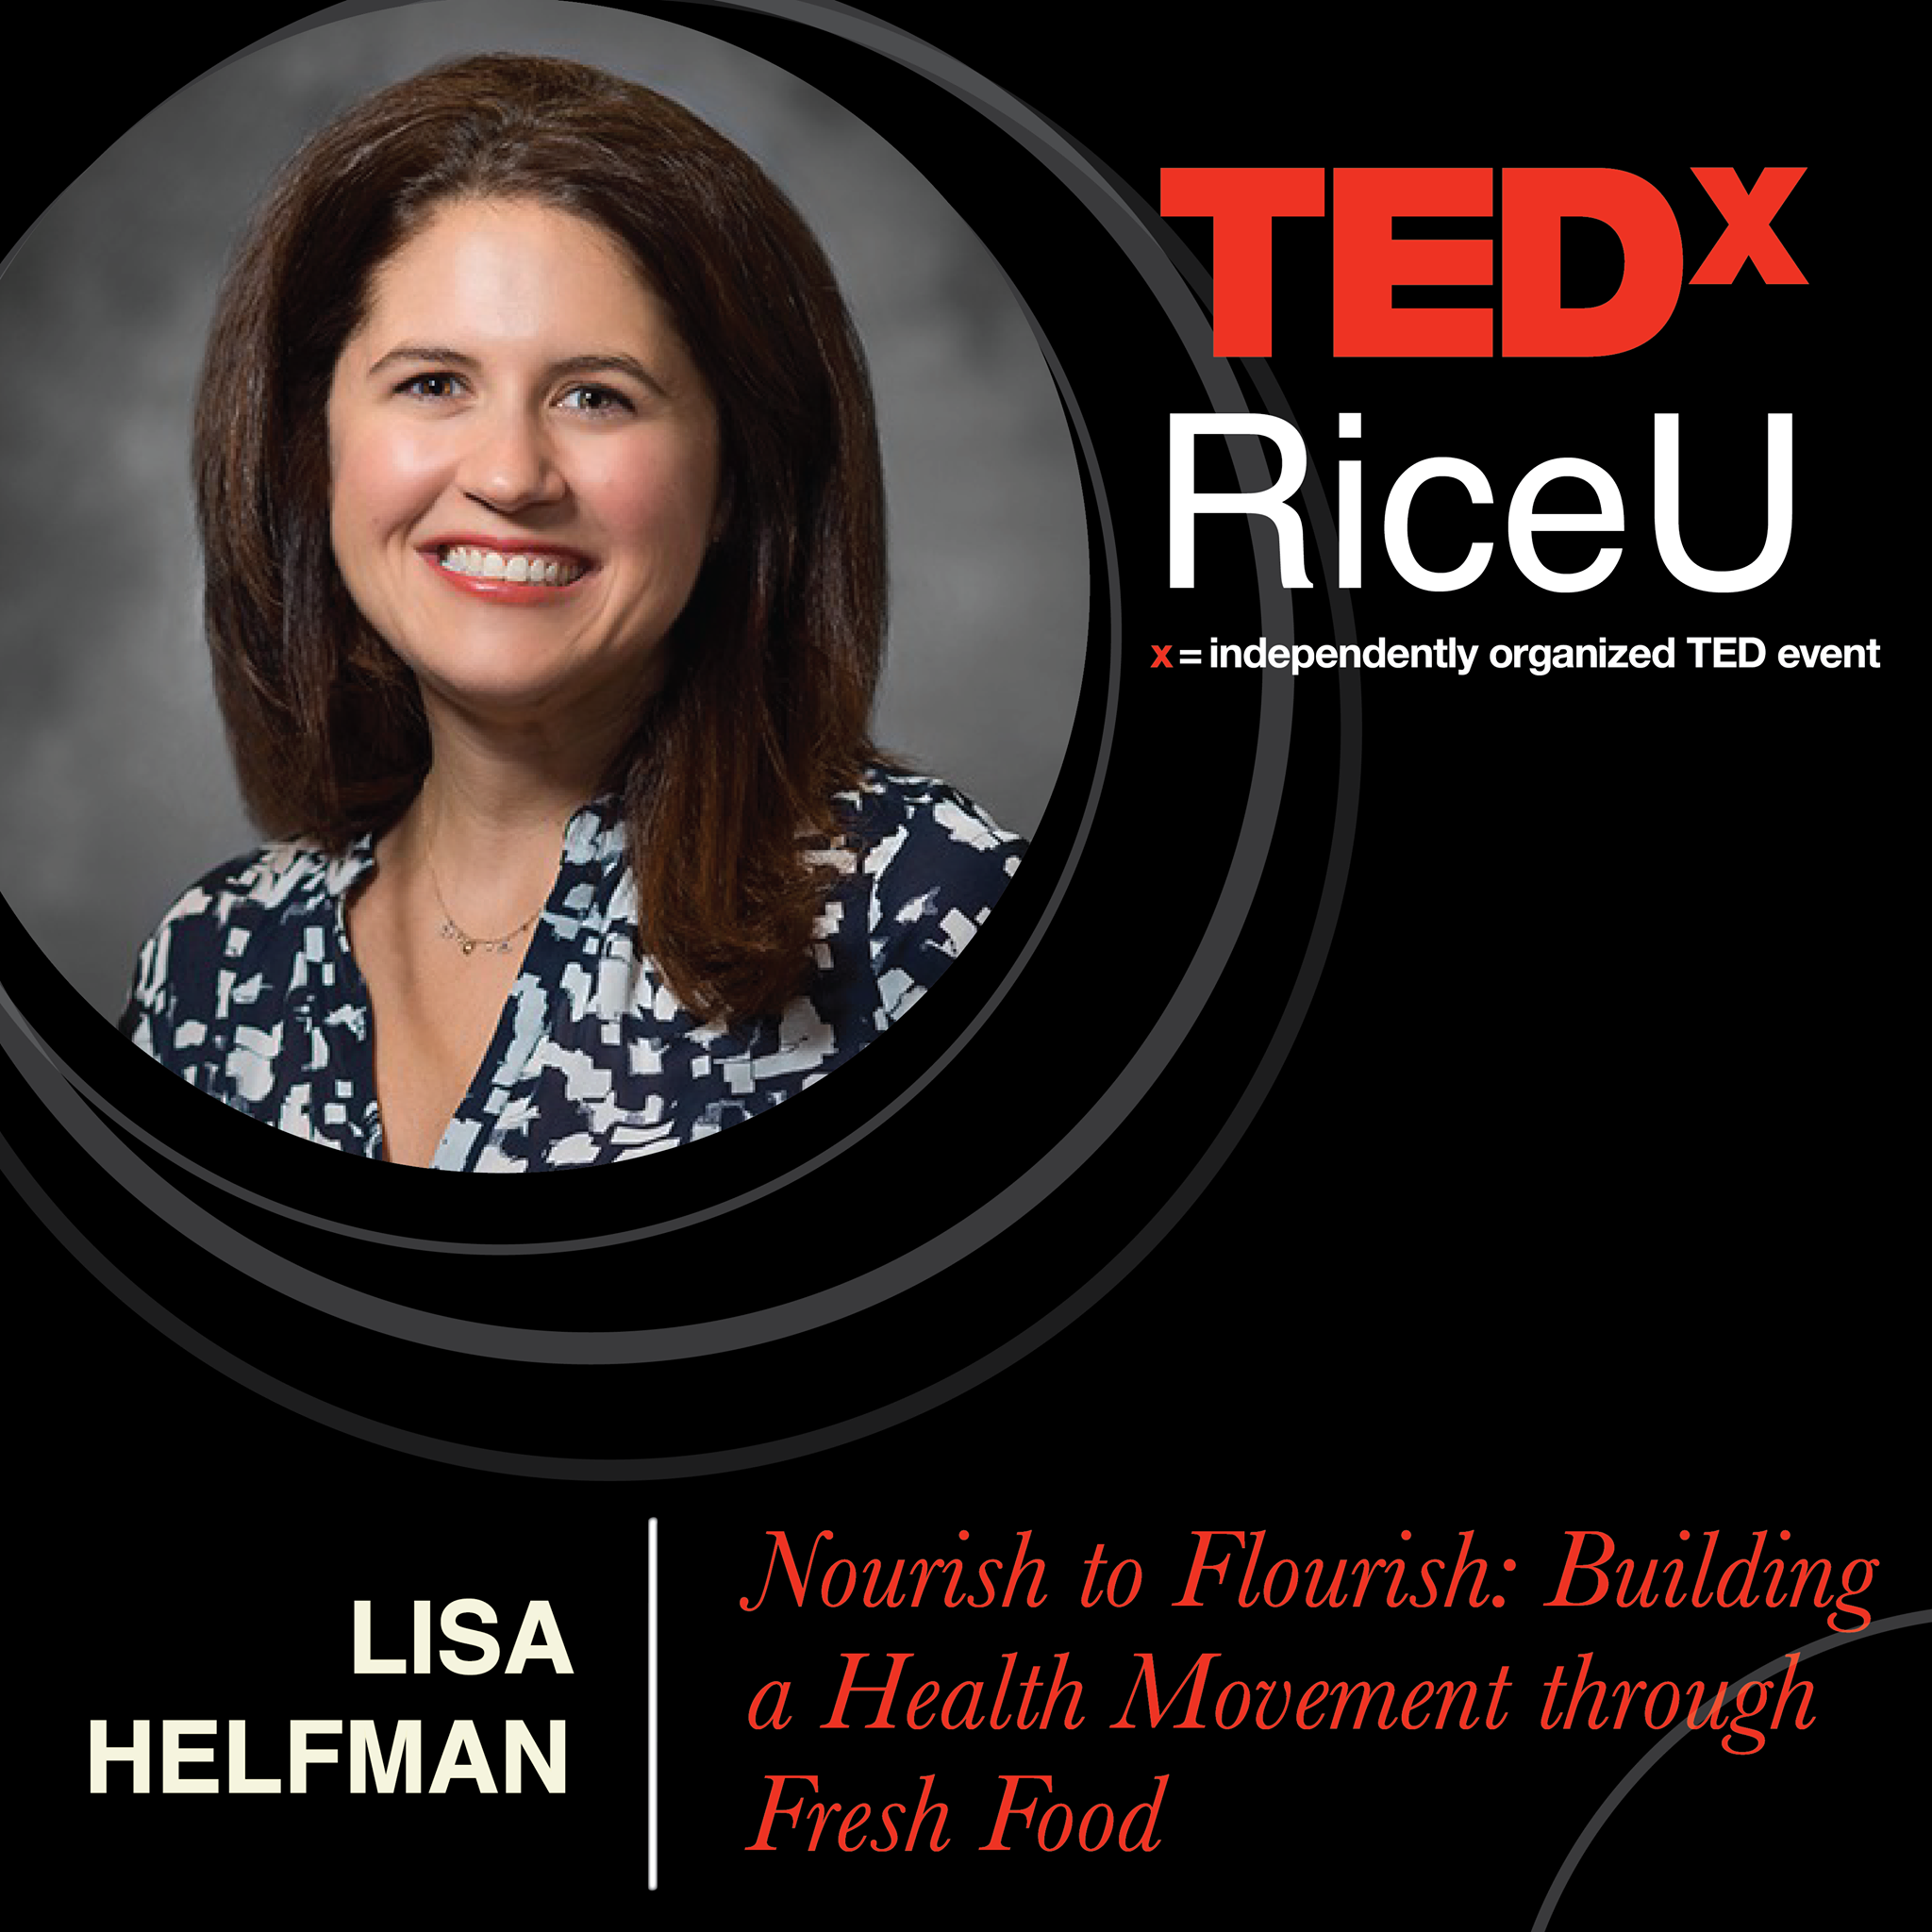 TEDx
RiceU
x = independently organized TED event
LISA
HELFMAN
Nourish to Flourish: Building
a Health Movement through
Fresh Food